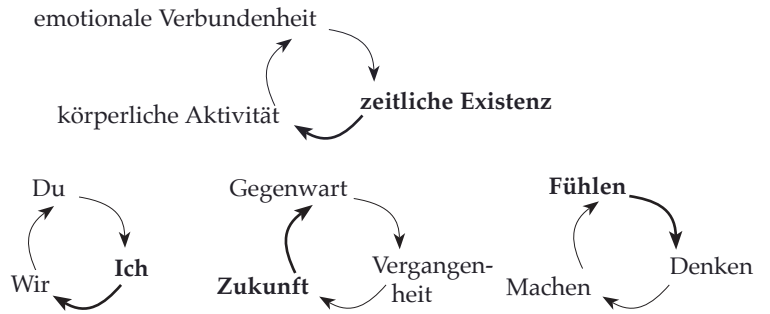 emotionale Verbundenheit
zeitliche Existenz
körperliche Aktivität
Du
Ich
Wir
Gegenwart
Vergangen-
heit
Zukunft
Fühlen
Denken
Machen